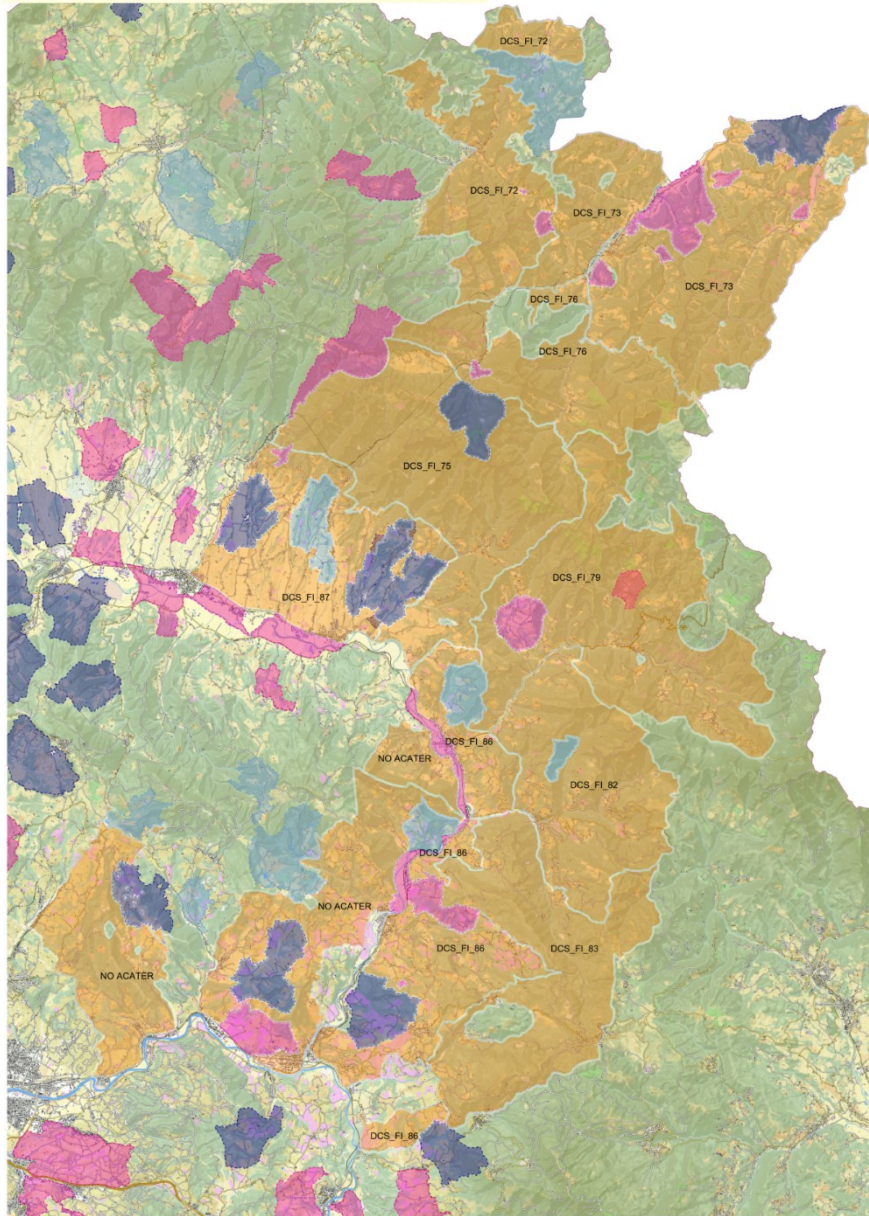 DCS_FI_72
DCS_FI_72
DCS_FI_73
DCS_FI_73
DCS_FI_76
DCS_FI_76
DCS_FI_75
DCS_FI_79
DCS_FI_87
DCS_FI_86
NO ACATER
DCS_FI_82
DCS_FI_86
NO ACATER
DCS_FI_86
DCS_FI_83
NO ACATER
DCS_FI_86